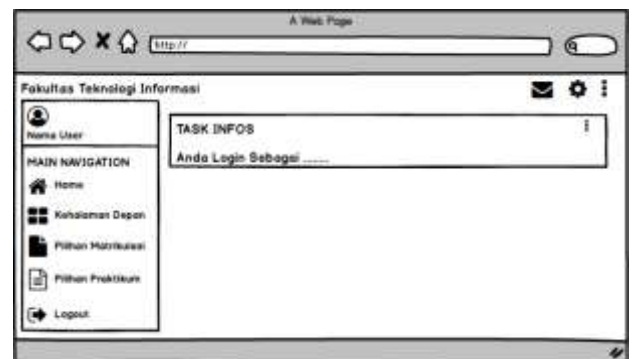 A Web Page
http://
Fakultas Teknologi Informasi
Nama User
TASK INFOS
Anda Login Sebagai ......
MAIN NAVIGATION
Home
Kehalaman Depan
Pilihan Matrikulasi
Pilihan Praktikum
Logout